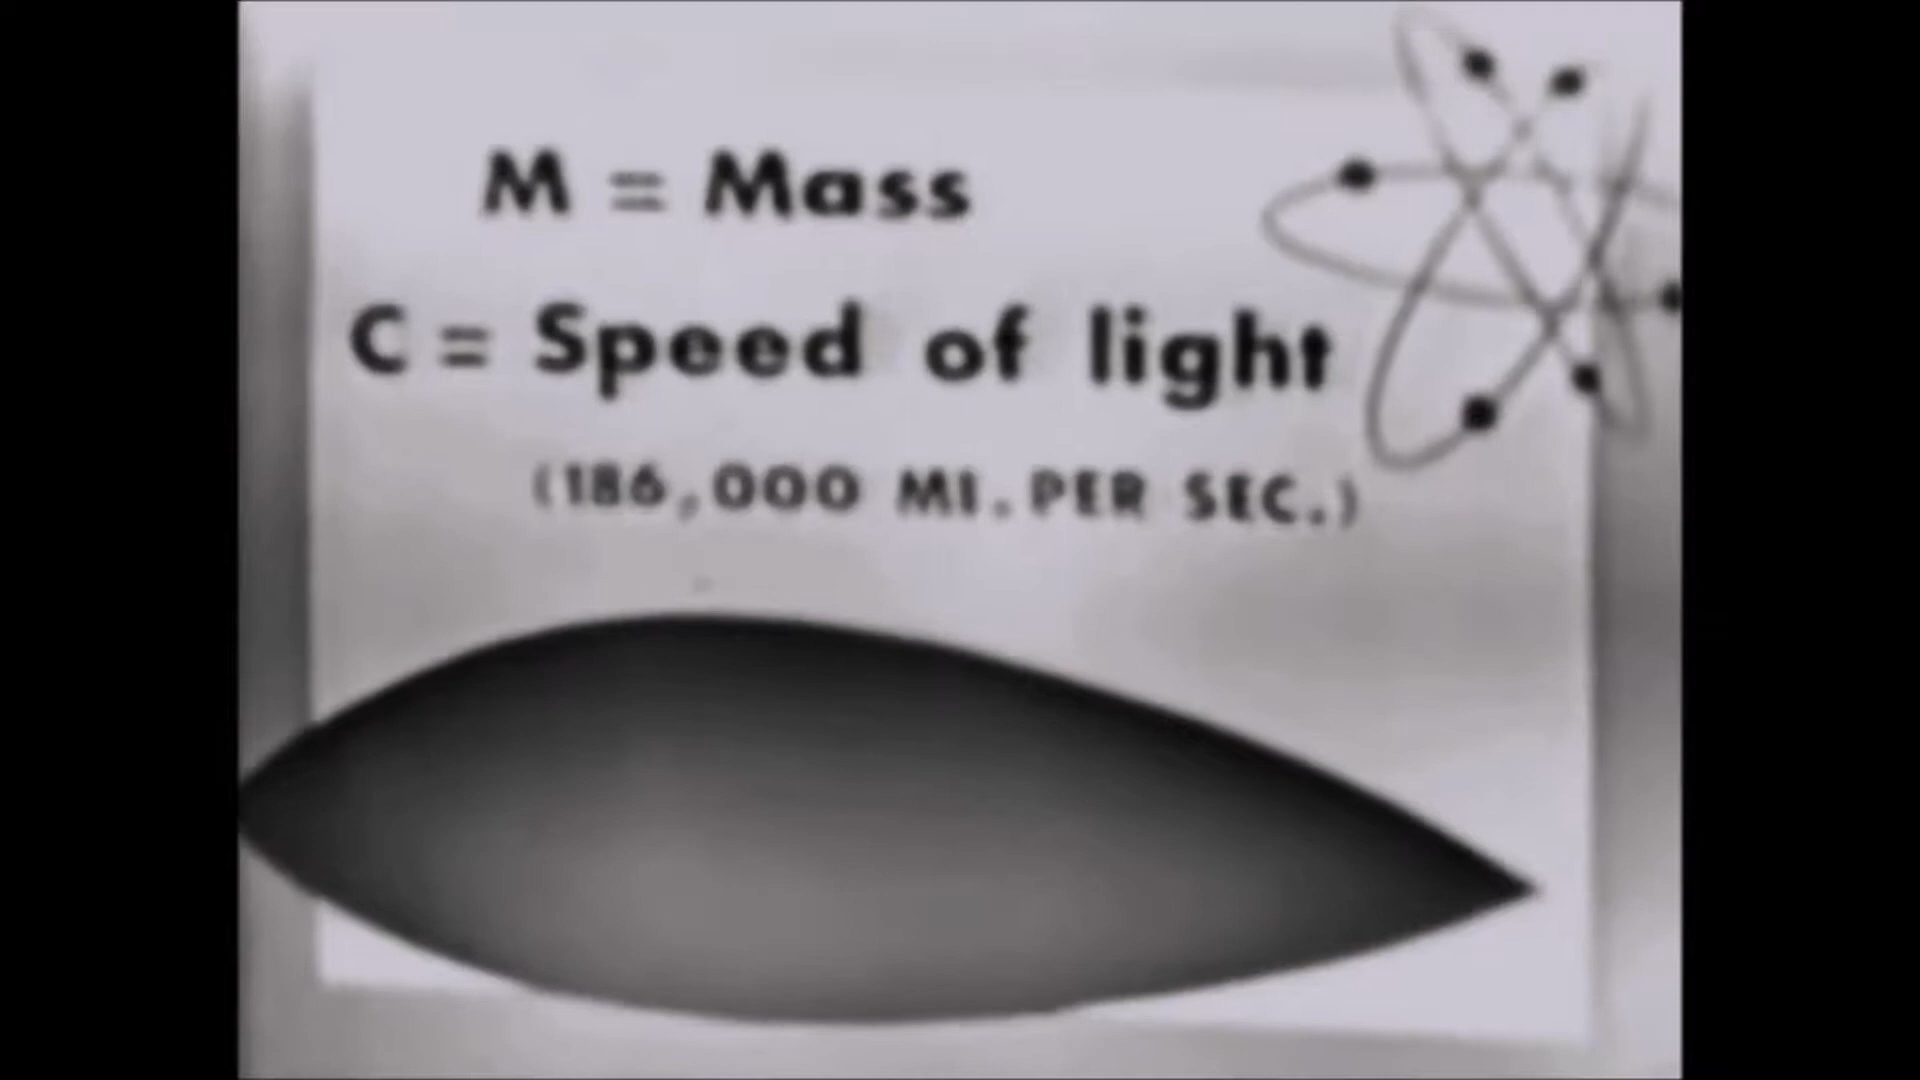 M = Mass
C = Speed of light
(186,000 MI. PER SEC.)